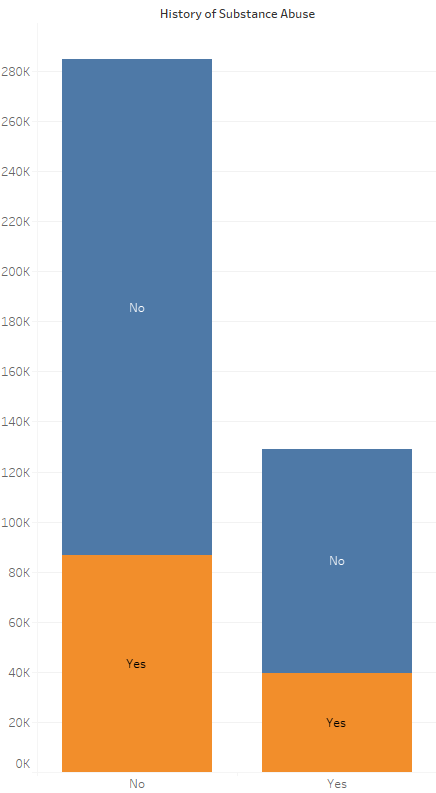 History of Substance Abuse
280K
260K
240K
220K
200K
No
180K
160K
140K
120K
100K
No
80K
60K
Yes
40K
20K
Yes
0K
No Yes